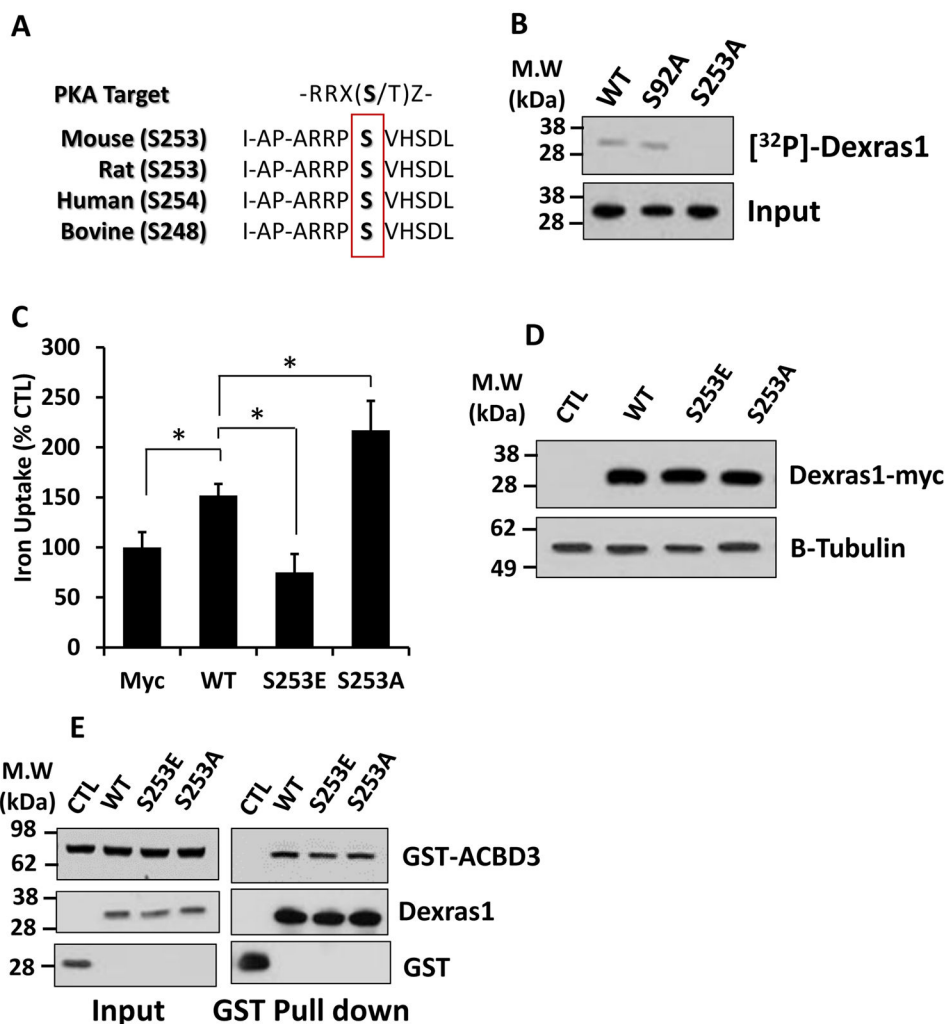 A
PKA Target -RRX(S/T)Z-
Mouse (S253) I-AP-ARRP S VHSDL
Rat (S253) I-AP-ARRP S VHSDL
Human (S254) I-AP-ARRP S VHSDL
Bovine (S248) I-AP-ARRP S VHSDL
B
M.W
(kDa)
WT S92A S253A
38
28
[³²P]-Dexras1
38
28
Input
C
Iron Uptake (% CTL)
300
250
200
150
100
50
0
*
*
*
Myc WT S253E S253A
D
M.W
(kDa)
CTL WT S253E S253A
38
28
Dexras1-myc
62
49
B-Tubulin
E
M.W
(kDa)
CTL WT S253E S253A CTL WT S253E S253A
98
62
GST-ACBD3
38
28
Dexras1
28
GST
Input GST Pull down